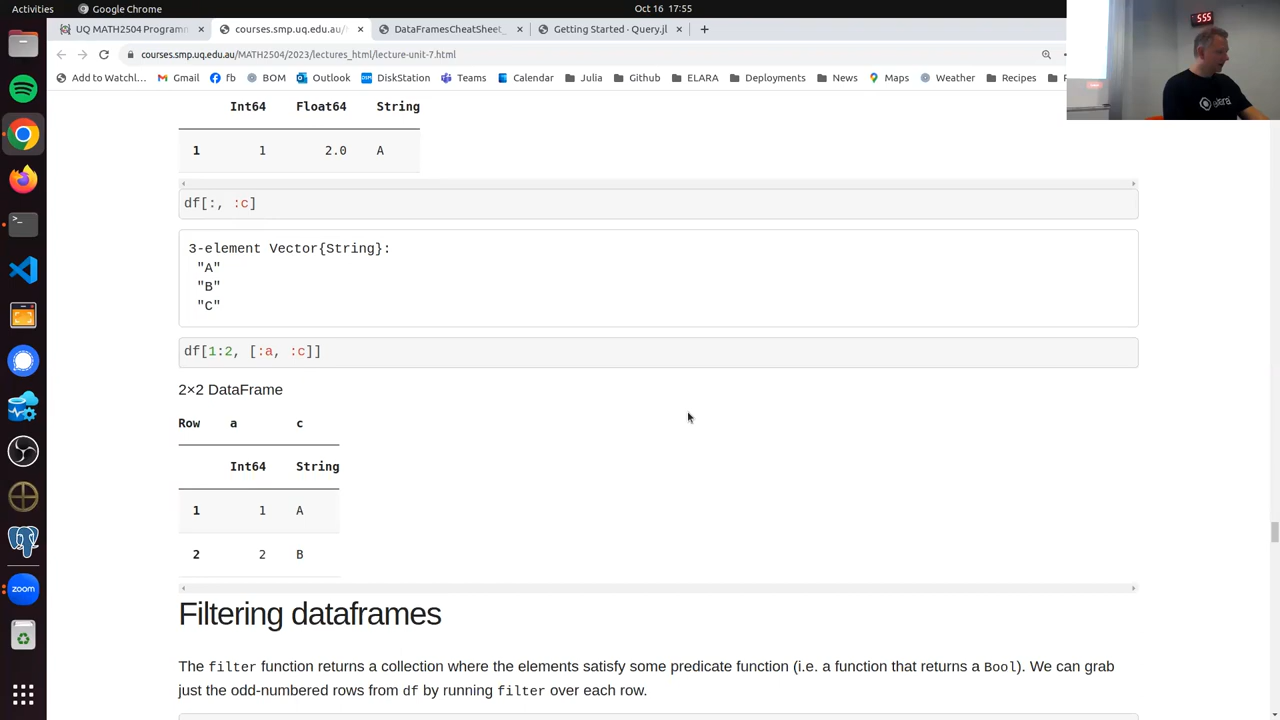 Activities
Google Chrome
Oct 16 17:55
UQ MATH2504 Programm
courses.smp.uq.edu.au/
DataFramesCheatSheet_
Getting Started · Query.jl
courses.smp.uq.edu.au/MATH2504/2023/lectures_html/lecture-unit-7.html
Add to Watchl...
Gmail
fb
BOM
Outlook
DiskStation
Teams
Calendar
Julia
Github
ELARA
Deployments
News
Maps
Weather
Recipes
555
Int64 Float64 String
1 1 2.0 A
df[:, :c]
3-element Vector{String}:
"A"
"B"
"C"
df[1:2, [:a, :c]]
2×2 DataFrame
Row a c
Int64 String
1 1 A
2 2 B
Filtering dataframes
The filter function returns a collection where the elements satisfy some predicate function (i.e. a function that returns a Bool). We can grab
just the odd-numbered rows from df by running filter over each row.
zoom